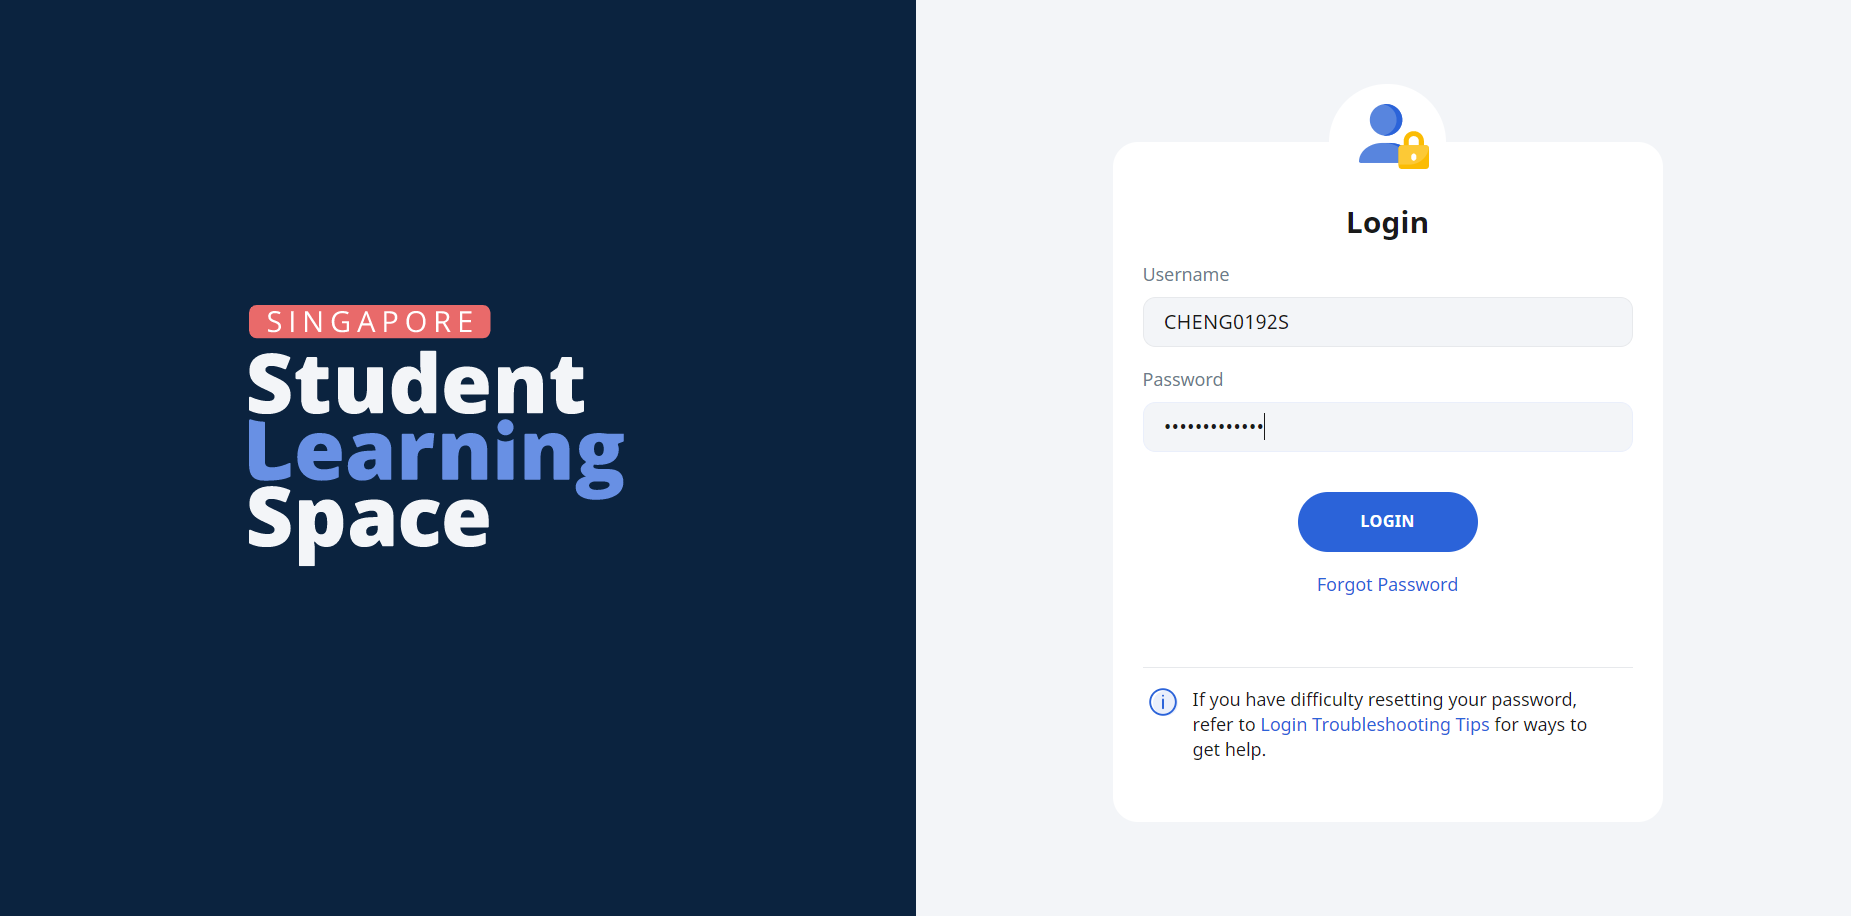 SINGAPORE
Student
Learning
Space
Login
Username
CHENG0192S
Password
•••••••••••••
LOGIN
Forgot Password
If you have difficulty resetting your password,
refer to Login Troubleshooting Tips for ways to
get help.